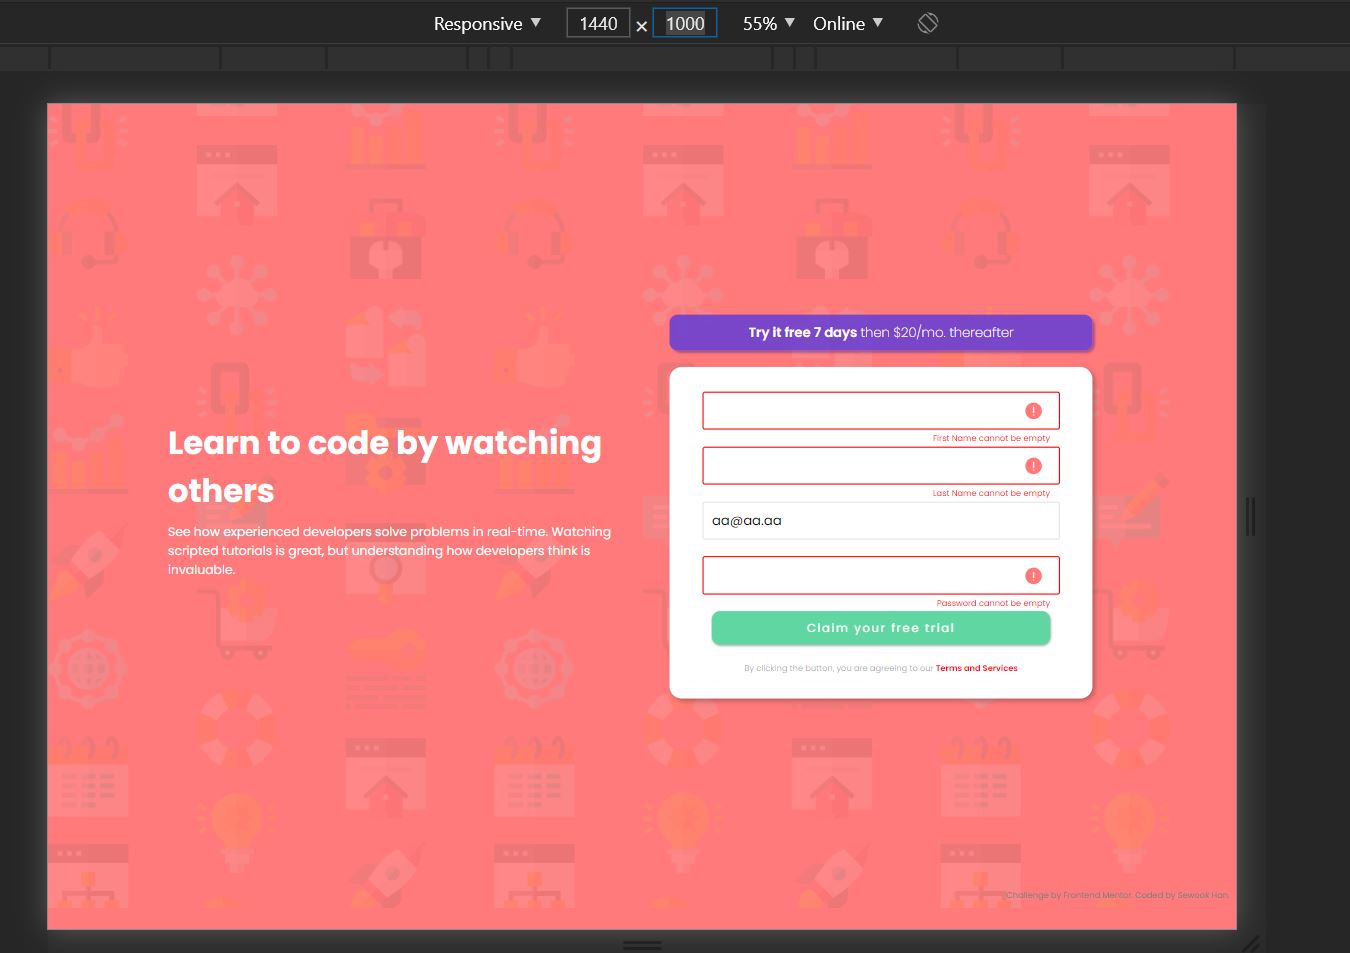 Responsive 1440 × 1000 55% Online
Try it free 7 days then $20/mo. thereafter
First Name cannot be empty
Last Name cannot be empty
Learn to code by watching
others
aa@aa.aa
See how experienced developers solve problems in real-time. Watching
scripted tutorials is great, but understanding how developers think is
invaluable.
Password cannot be empty
Claim your free trial
By clicking the button, you are agreeing to our Terms and Services
Challenge by Frontend Mentor. Coded by Sewook Han.